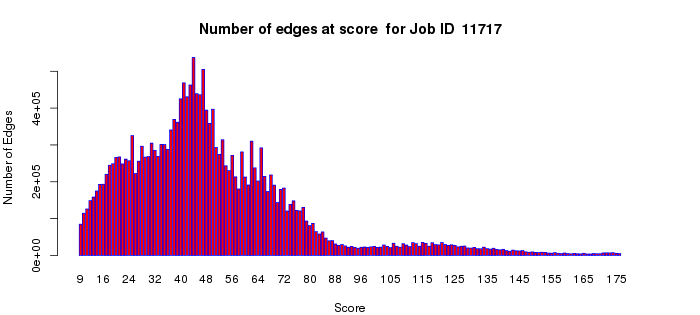 Number of edges at score  for Job ID  11717
Number of Edges
4e+05
2e+05
0e+00
9 16 24 32 40 48 56 64 72 80 88 96 105 115 125 135 145 155 165 175
Score